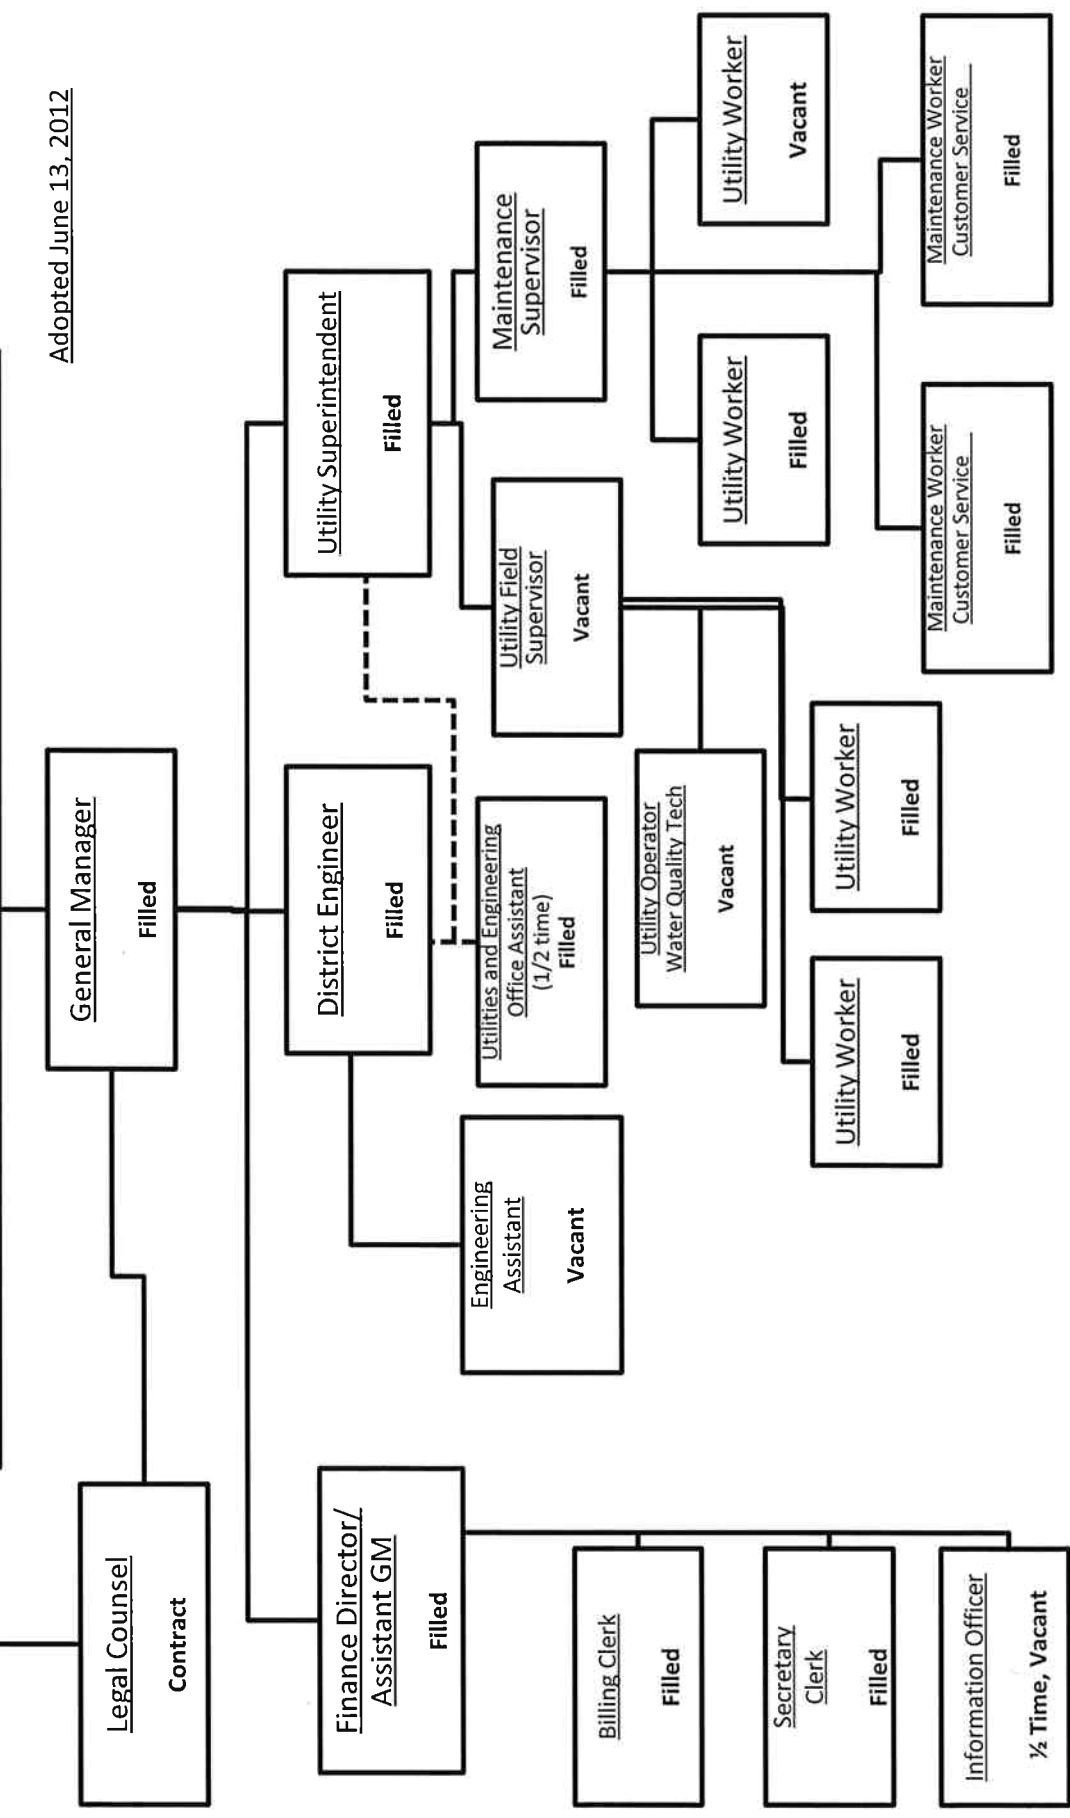 Adopted June 13, 2012
General Manager
Filled
Legal Counsel
Contract
Finance Director/
Assistant GM
Filled
District Engineer
Filled
Utility Superintendent
Filled
Engineering
Assistant
Vacant
Utilities and Engineering
Office Assistant
(1/2 time)
Filled
Utility Field
Supervisor
Vacant
Maintenance
Supervisor
Filled
Billing Clerk
Filled
Secretary
Clerk
Filled
Information Officer
½ Time, Vacant
Utility Operator
Water Quality Tech
Vacant
Utility Worker
Filled
Utility Worker
Filled
Utility Worker
Filled
Utility Worker
Vacant
Maintenance Worker
Customer Service
Filled
Maintenance Worker
Customer Service
Filled